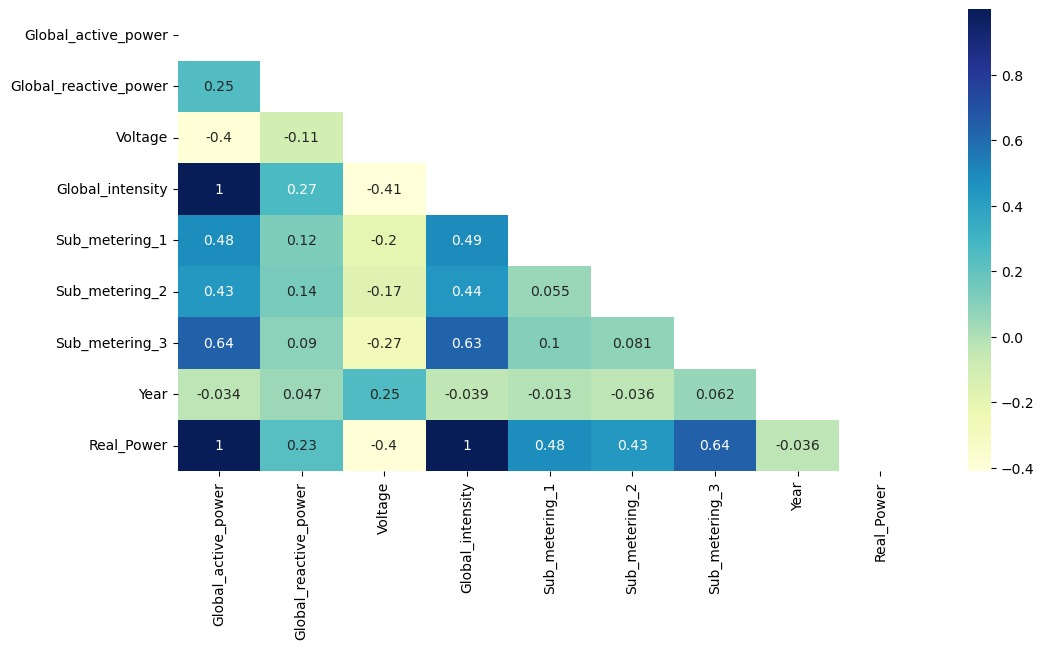 Global_active_power
Global_reactive_power 0.25
Voltage -0.4 -0.11
Global_intensity 1 0.27 -0.41
Sub_metering_1 0.48 0.12 -0.2 0.49
Sub_metering_2 0.43 0.14 -0.17 0.44 0.055
Sub_metering_3 0.64 0.09 -0.27 0.63 0.1 0.081
Year -0.034 0.047 0.25 -0.039 -0.013 -0.036 0.062
Real_Power 1 0.23 -0.4 1 0.48 0.43 0.64 -0.036
Global_active_power
Global_reactive_power
Voltage
Global_intensity
Sub_metering_1
Sub_metering_2
Sub_metering_3
Year
Real_Power
0.8
0.6
0.4
0.2
0.0
−0.2
−0.4